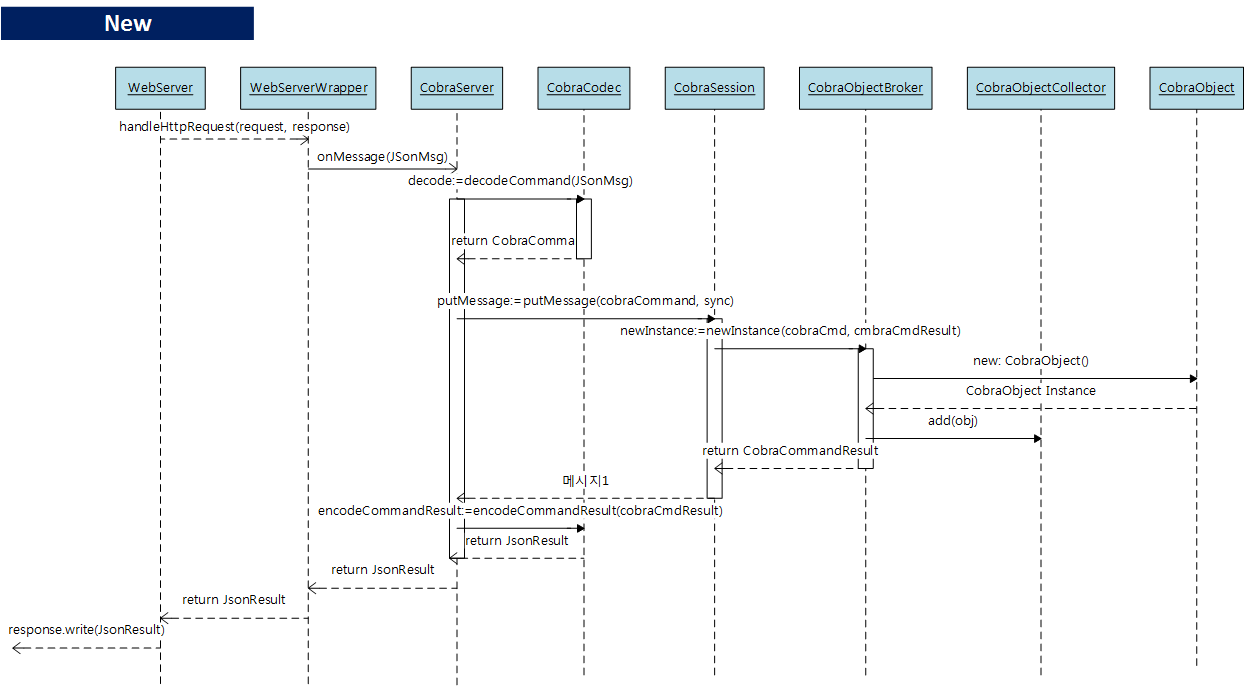 New
WebServer
WebServerWrapper
CobraServer
CobraCodec
CobraSession
CobraObjectBroker
CobraObjectCollector
CobraObject
handleHttpRequest(request, response)
onMessage(JSonMsg)
decode:=decodeCommand(JSonMsg)
return CobraComma
putMessage:=putMessage(cobraCommand, sync)
newInstance:=newInstance(cobraCmd, cmbraCmdResult)
new: CobraObject()
CobraObject Instance
add(obj)
return CobraCommandResult
메시지1
encodeCommandResult:=encodeCommandResult(cobraCmdResult)
return JsonResult
return JsonResult
return JsonResult
response.write(JsonResult)